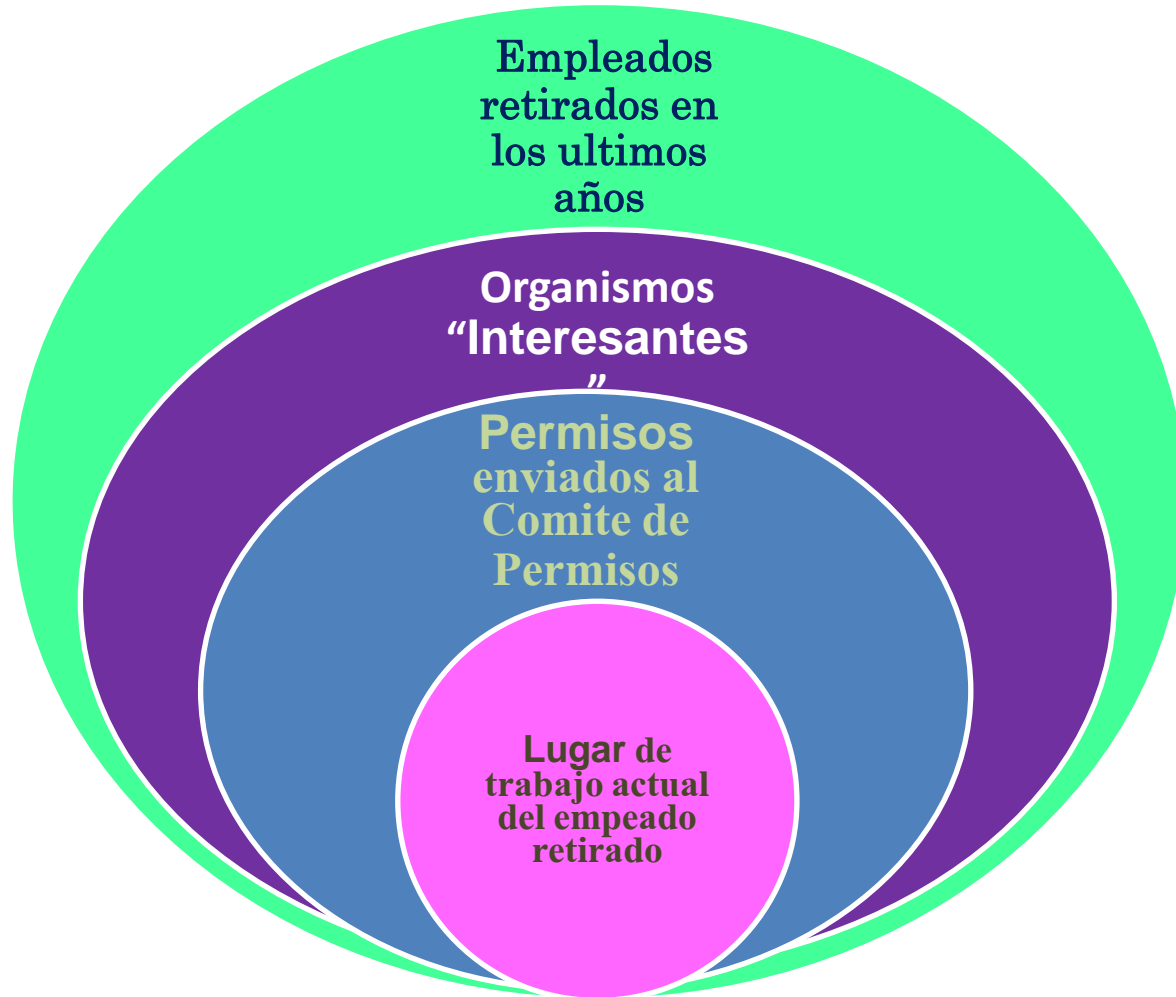 Empleados
retirados en
los ultimos
años
Organismos
“Interesantes
”
Permisos
enviados al
Comite de
Permisos
Lugar de
trabajo actual
del empeado
retirado